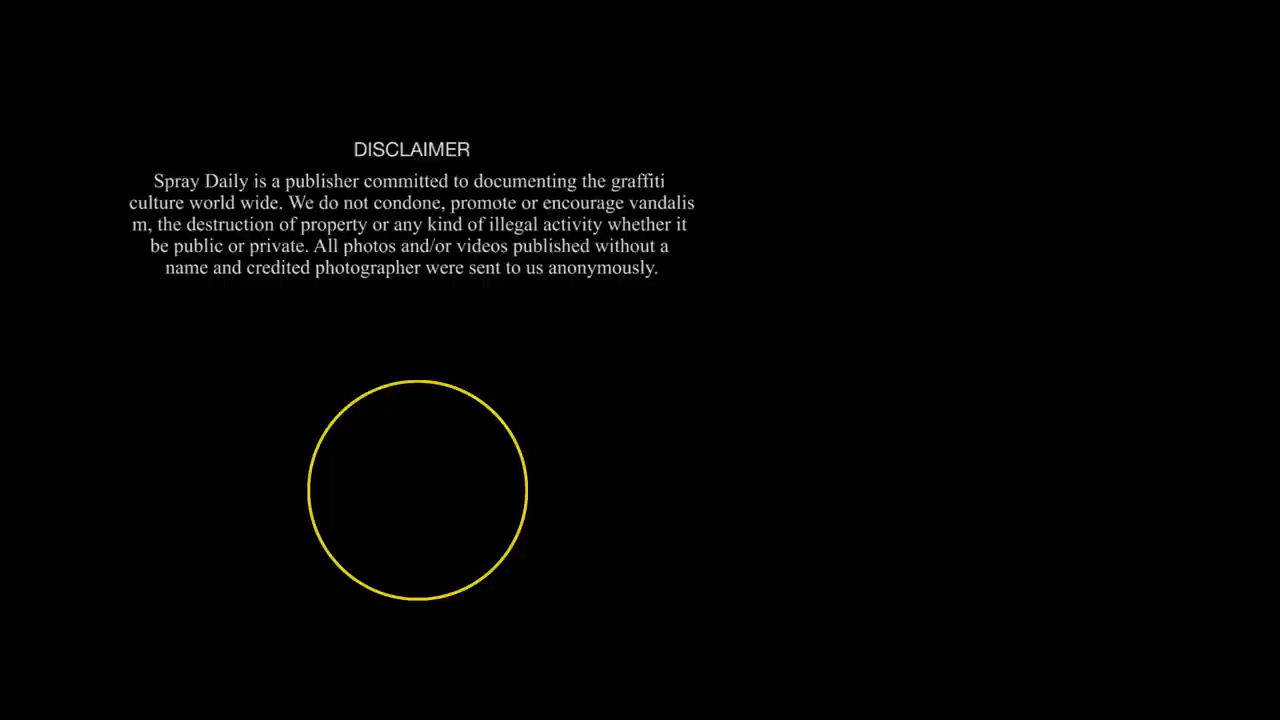 DISCLAIMER
Spray Daily is a publisher committed to documenting the graffiti
culture world wide. We do not condone, promote or encourage vandalis
m, the destruction of property or any kind of illegal activity whether it
be public or private. All photos and/or videos published without a
name and credited photographer were sent to us anonymously.